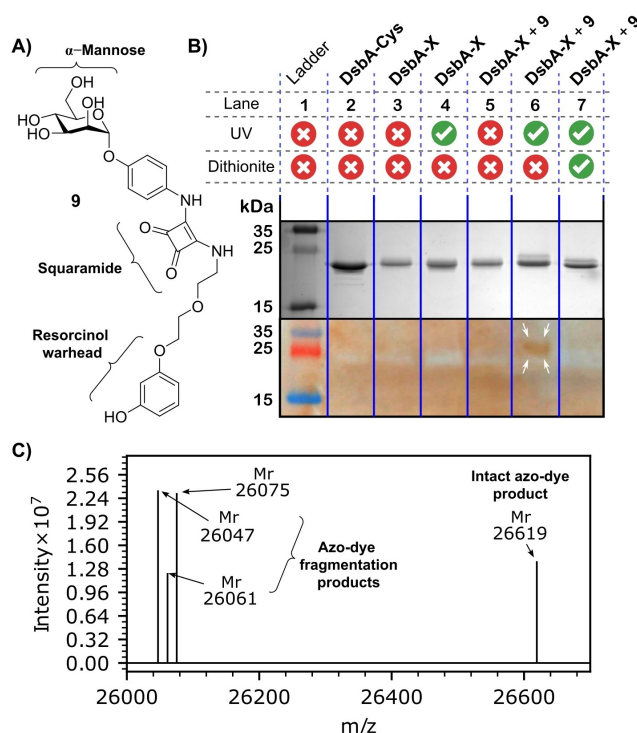 A)
α−Mannose
OH
HO
OH
HO
O
O
9
NH
O
O
NH
Squaramide
O
Resorcinol
warhead
O
HO
B)
Ladder
DsbA-Cys
DsbA-X
DsbA-X
DsbA-X + 9
DsbA-X + 9
DsbA-X + 9
Lane 1 2 3 4 5 6 7
UV
Dithionite
kDa
35
25
15
35
25
15
C)
Intensity×10⁷
2.56
2.24
1.92
1.60
1.28
0.96
0.64
0.32
0.00
Mr
26075
Mr
26047
Mr
26061
Azo-dye
fragmentation
products
Intact azo-dye
product
Mr
26619
26000 26200 26400 26600
m/z